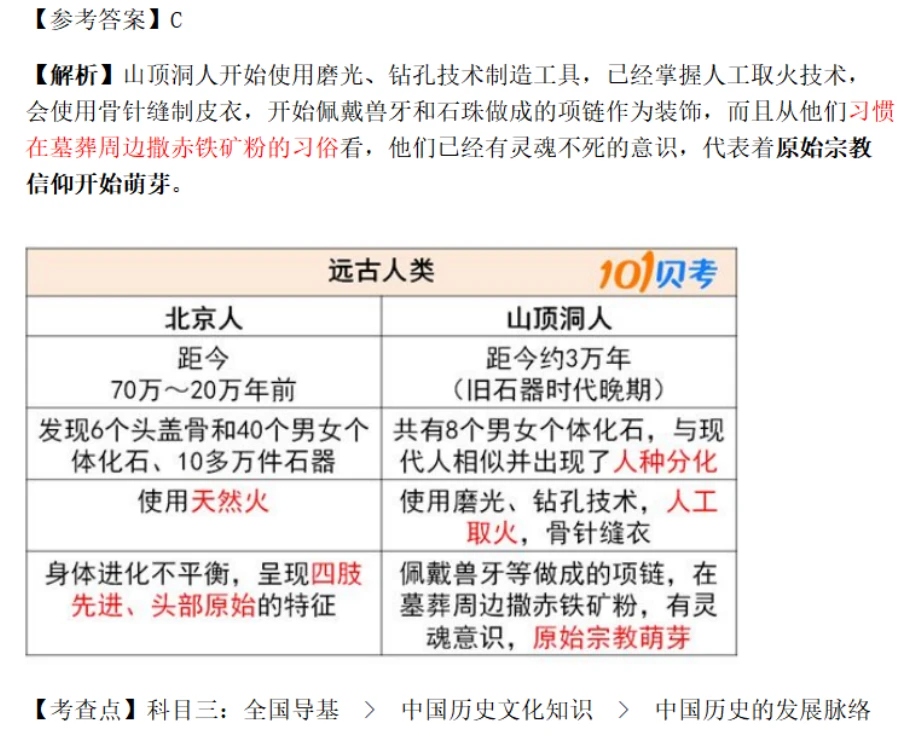 【参考答案】C
【解析】山顶洞人开始使用磨光、钻孔技术制造工具，已经掌握人工取火技术，
会使用骨针缝制皮衣，开始佩戴兽牙和石珠做成的项链作为装饰，而且从他们习惯
在墓葬周边撒赤铁矿粉的习俗看，他们已经有灵魂不死的意识，代表着原始宗教
信仰开始萌芽。
远古人类
101贝考
北京人
山顶洞人
距今
70万～20万年前
距今约3万年
（旧石器时代晚期）
发现6个头盖骨和40个男女个
体化石、10多万件石器
共有8个男女个体化石，与现
代人相似并出现了人种分化
使用天然火
使用磨光、钻孔技术，人工
取火，骨针缝衣
身体进化不平衡，呈现四肢
先进、头部原始的特征
佩戴兽牙等做成的项链，在
墓葬周边撒赤铁矿粉，有灵
魂意识，原始宗教萌芽
【考查点】科目三：全国导基 > 中国历史文化知识 > 中国历史的发展脉络